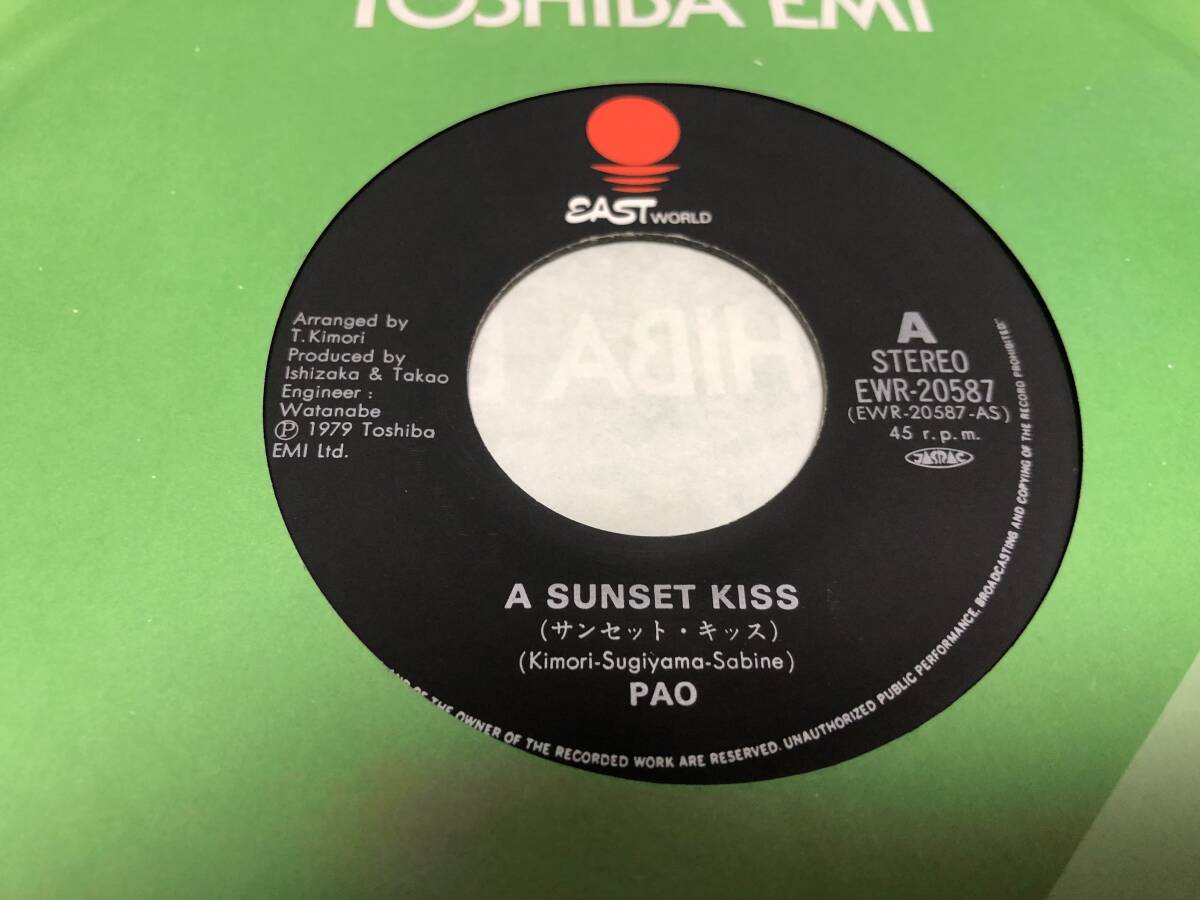 TOSHIBA EMI
EAST WORLD
HIBA
Arranged by
T. Kimori
Produced by
Ishizaka & Takao
Engineer :
Watanabe
Ⓟ 1979 Toshiba
EMI Ltd.
A
STEREO
EWR-20587
(EWR-20587-AS)
45 r.p.m.
JASRAC
A SUNSET KISS
(サンセット・キッス)
(Kimori-Sugiyama-Sabine)
PAO
AND OF THE OWNER OF THE RECORDED WORK ARE RESERVED. UNAUTHORIZED PUBLIC PERFORMANCE, BROADCASTING AND COPYING OF THE RECORD PROHIBITED.